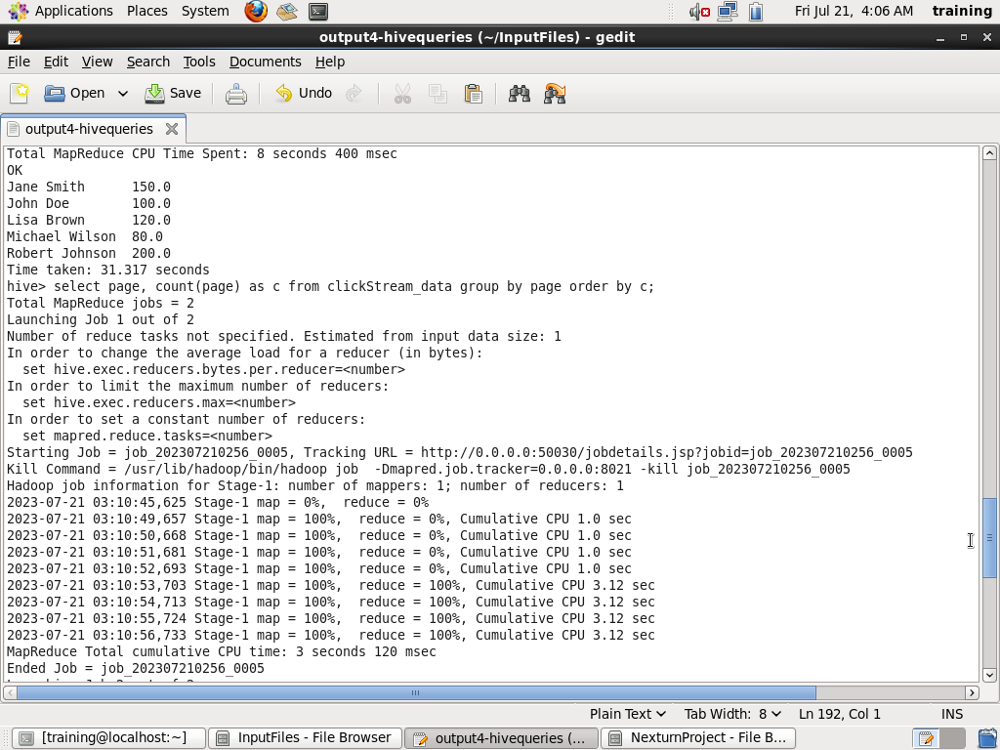 Applications Places System Fri Jul 21, 4:06 AM training
output4-hivequeries (~/InputFiles) - gedit
File Edit View Search Tools Documents Help
Open Save Undo
output4-hivequeries
Total MapReduce CPU Time Spent: 8 seconds 400 msec
OK
Jane Smith      150.0
John Doe        100.0
Lisa Brown      120.0
Michael Wilson  80.0
Robert Johnson  200.0
Time taken: 31.317 seconds
hive> select page, count(page) as c from clickStream_data group by page order by c;
Total MapReduce jobs = 2
Launching Job 1 out of 2
Number of reduce tasks not specified. Estimated from input data size: 1
In order to change the average load for a reducer (in bytes):
  set hive.exec.reducers.bytes.per.reducer=<number>
In order to limit the maximum number of reducers:
  set hive.exec.reducers.max=<number>
In order to set a constant number of reducers:
  set mapred.reduce.tasks=<number>
Starting Job = job_202307210256_0005, Tracking URL = http://0.0.0.0:50030/jobdetails.jsp?jobid=job_202307210256_0005
Kill Command = /usr/lib/hadoop/bin/hadoop job  -Dmapred.job.tracker=0.0.0.0:8021 -kill job_202307210256_0005
Hadoop job information for Stage-1: number of mappers: 1; number of reducers: 1
2023-07-21 03:10:45,625 Stage-1 map = 0%,  reduce = 0%
2023-07-21 03:10:49,657 Stage-1 map = 100%,  reduce = 0%, Cumulative CPU 1.0 sec
2023-07-21 03:10:50,668 Stage-1 map = 100%,  reduce = 0%, Cumulative CPU 1.0 sec
2023-07-21 03:10:51,681 Stage-1 map = 100%,  reduce = 0%, Cumulative CPU 1.0 sec
2023-07-21 03:10:52,693 Stage-1 map = 100%,  reduce = 0%, Cumulative CPU 1.0 sec
2023-07-21 03:10:53,703 Stage-1 map = 100%,  reduce = 100%, Cumulative CPU 3.12 sec
2023-07-21 03:10:54,713 Stage-1 map = 100%,  reduce = 100%, Cumulative CPU 3.12 sec
2023-07-21 03:10:55,724 Stage-1 map = 100%,  reduce = 100%, Cumulative CPU 3.12 sec
2023-07-21 03:10:56,733 Stage-1 map = 100%,  reduce = 100%, Cumulative CPU 3.12 sec
MapReduce Total cumulative CPU time: 3 seconds 120 msec
Ended Job = job_202307210256_0005
Plain Text Tab Width: 8 Ln 192, Col 1 INS
[training@localhost:~] InputFiles - File Browser output4-hivequeries (... NexturnProject - File B...